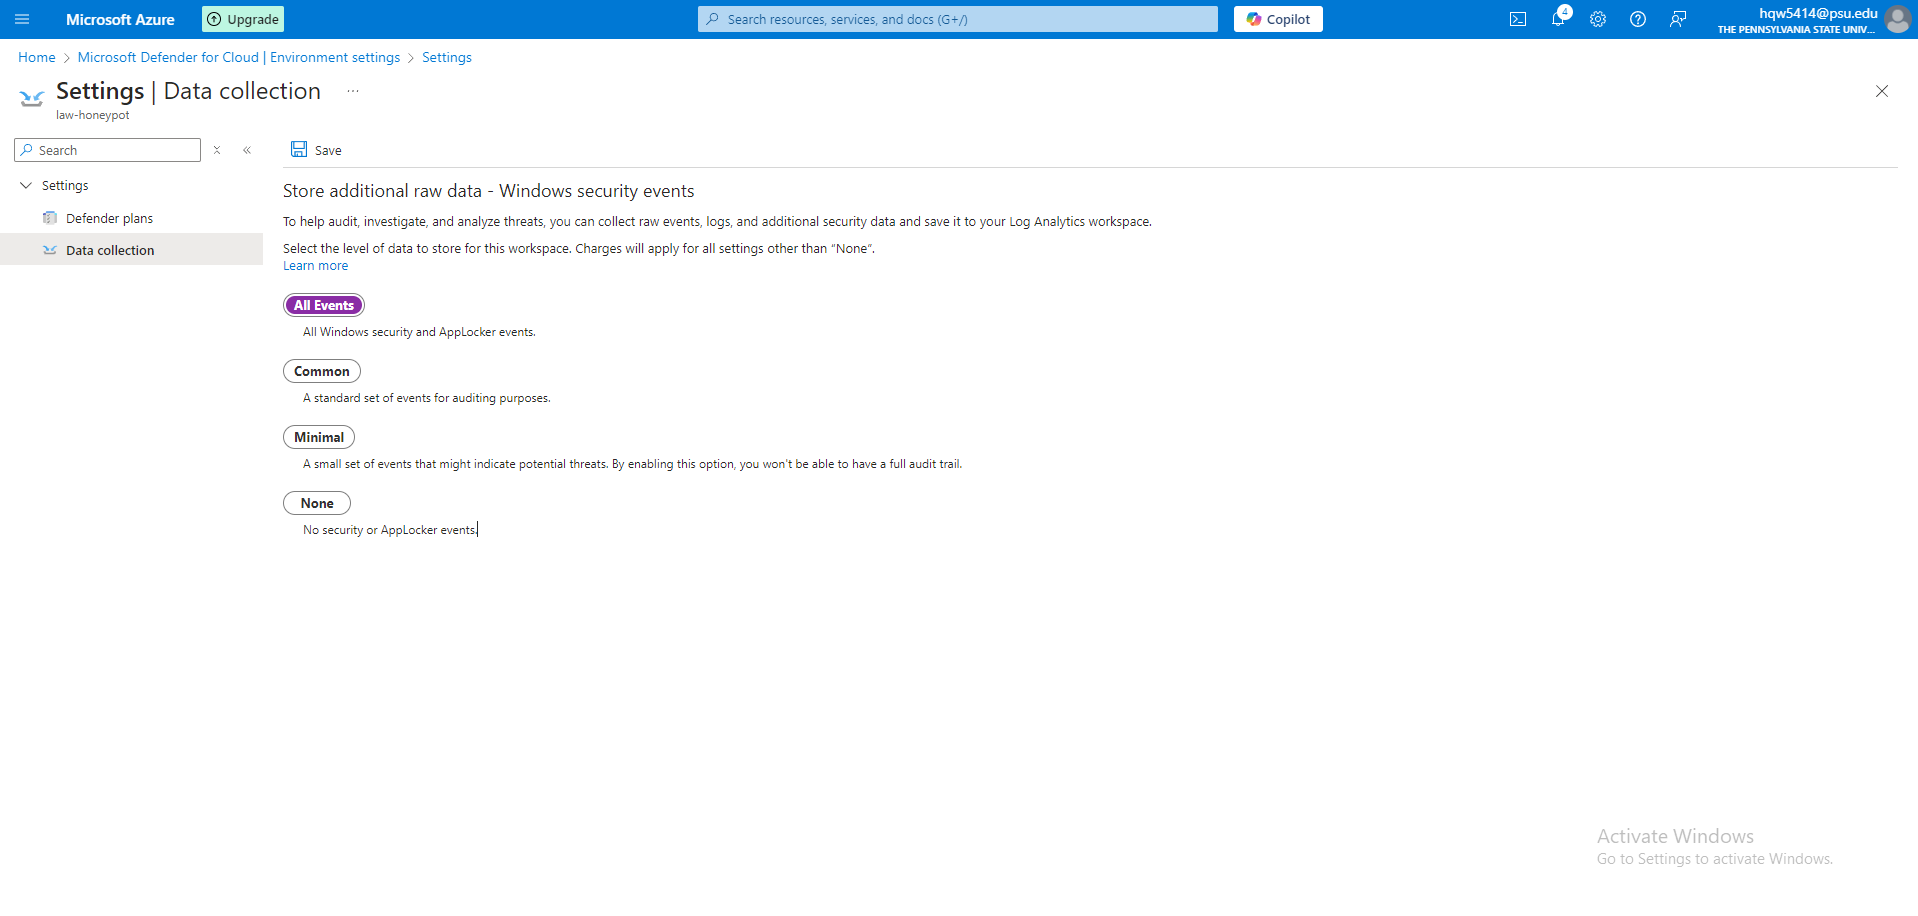 Microsoft Azure
Upgrade
Search resources, services, and docs (G+/)
Copilot
4
hqw5414@psu.edu
THE PENNSYLVANIA STATE UNIV...
Home > Microsoft Defender for Cloud | Environment settings > Settings
Settings | Data collection ...
law-honeypot
Search
Save
Settings
Defender plans
Data collection
Store additional raw data - Windows security events
To help audit, investigate, and analyze threats, you can collect raw events, logs, and additional security data and save it to your Log Analytics workspace.
Select the level of data to store for this workspace. Charges will apply for all settings other than “None”.
Learn more
All Events
All Windows security and AppLocker events.
Common
A standard set of events for auditing purposes.
Minimal
A small set of events that might indicate potential threats. By enabling this option, you won't be able to have a full audit trail.
None
No security or AppLocker events.
Activate Windows
Go to Settings to activate Windows.